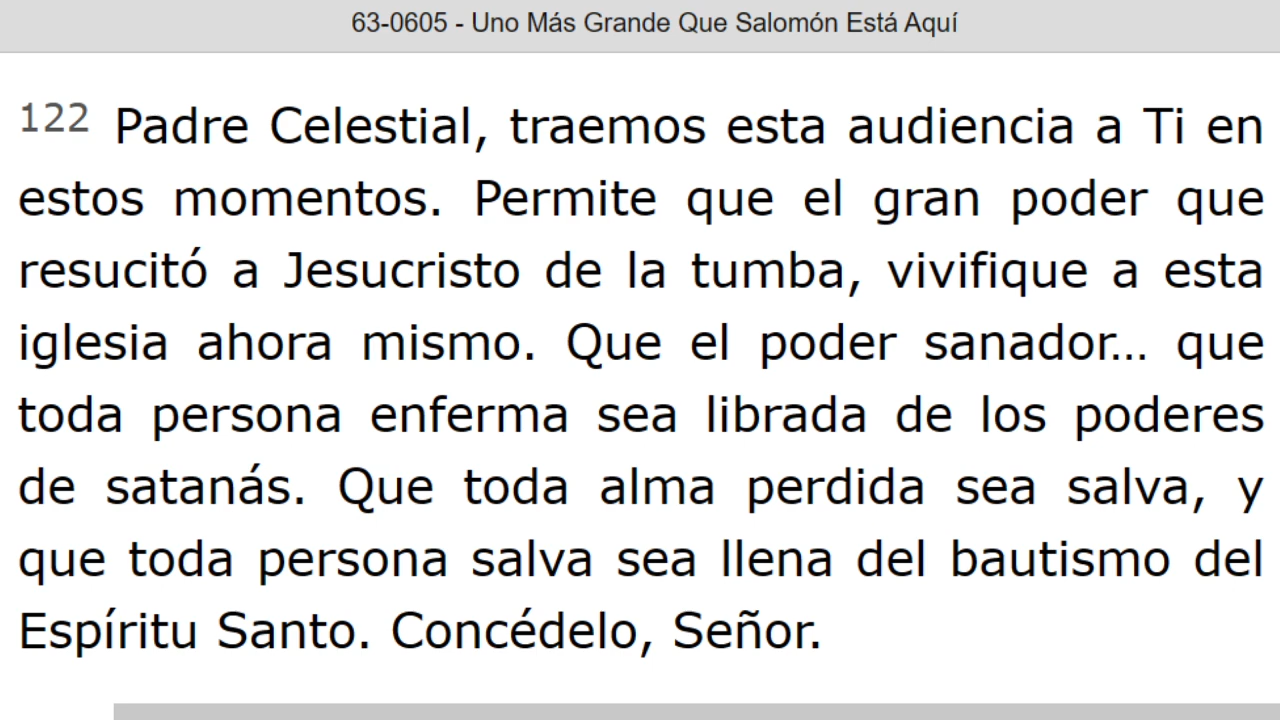 63-0605 - Uno Más Grande Que Salomón Está Aquí
122 Padre Celestial, traemos esta audiencia a Ti en
estos momentos. Permite que el gran poder que
resucitó a Jesucristo de la tumba, vivifique a esta
iglesia ahora mismo. Que el poder sanador… que
toda persona enferma sea librada de los poderes
de satanás. Que toda alma perdida sea salva, y
que toda persona salva sea llena del bautismo del
Espíritu Santo. Concédelo, Señor.